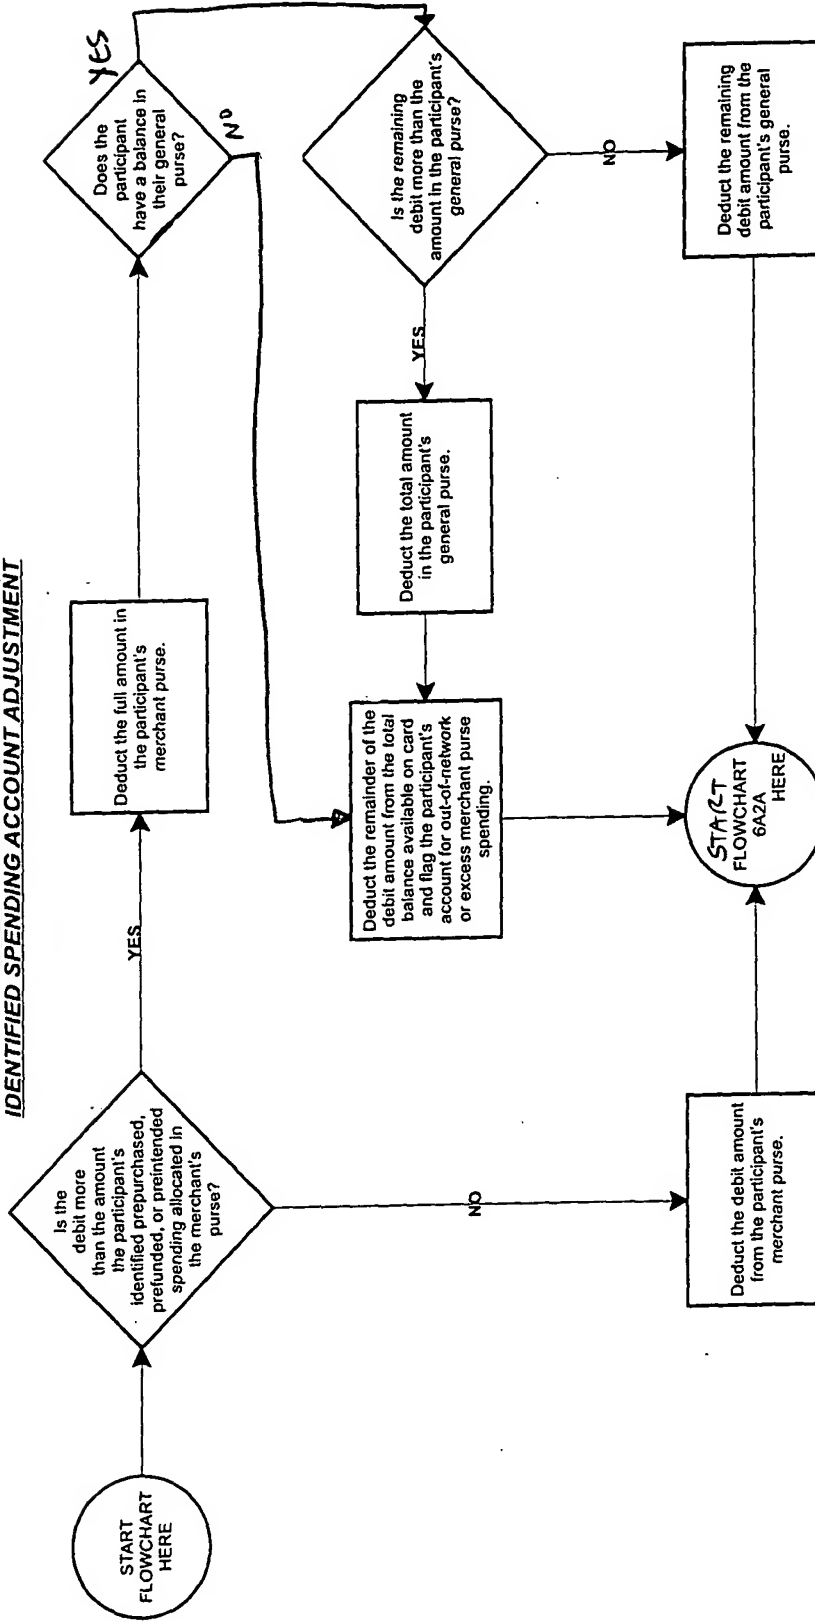 IDENTIFIED SPENDING ACCOUNT ADJUSTMENT
START
FLOWCHART
HERE
Is the
debit more
than the amount
the participant's
identified prepurchased,
prefunded, or preintended
spending allocated in
the merchant's
purse?
YES
NO
Deduct the full amount in
the participant's
merchant purse.
Does the
participant
have a balance in
their general
purse?
YES
NO
Is the remaining
debit more than the
amount in the participant's
general purse?
YES
NO
Deduct the total amount
in the participant's
general purse.
Deduct the remainder of the
debit amount from the total
balance available on card
and flag the participant's
account for out-of-network
or excess merchant purse
spending.
Deduct the remaining
debit amount from the
participant's general
purse.
Deduct the debit amount
from the participant's
merchant purse.
START
FLOWCHART
6A2A
HERE